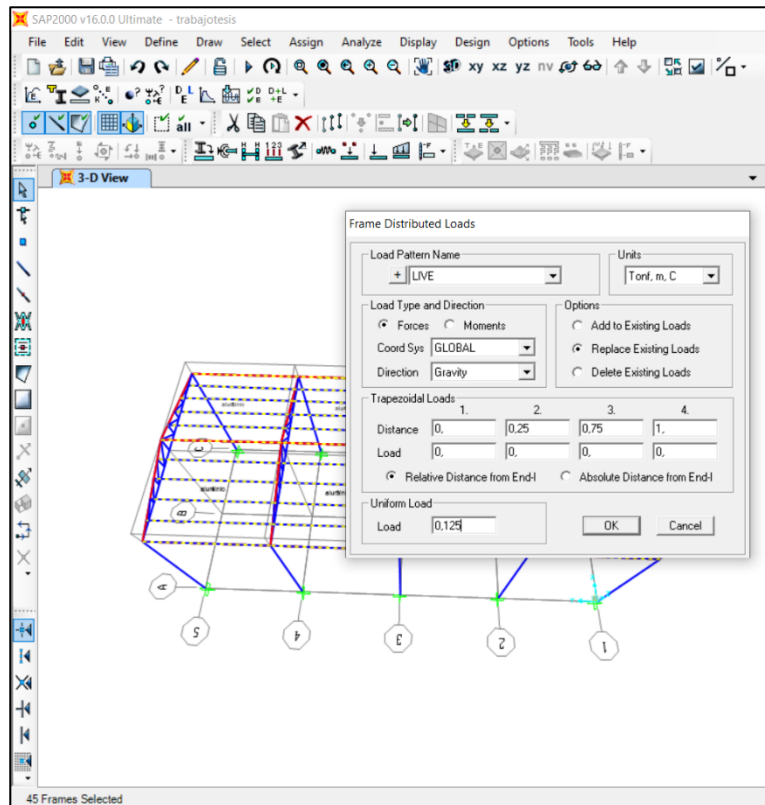 SAP2000 v16.0.0 Ultimate - trabajotesis
File Edit View Define Draw Select Assign Analyze Display Design Options Tools Help
3D xy xz yz nv
all
3-D View
Frame Distributed Loads
Load Pattern Name
+ LIVE
Units
Tonf, m, C
Load Type and Direction
Forces Moments
Coord Sys GLOBAL
Direction Gravity
Options
Add to Existing Loads
Replace Existing Loads
Delete Existing Loads
Trapezoidal Loads
1. 2. 3. 4.
Distance 0, 0,25 0,75 1,
Load 0, 0, 0, 0,
Relative Distance from End-I Absolute Distance from End-I
Uniform Load
Load 0,125
OK Cancel
C
aluminio
B
A
5 4 3 2 1
45 Frames Selected